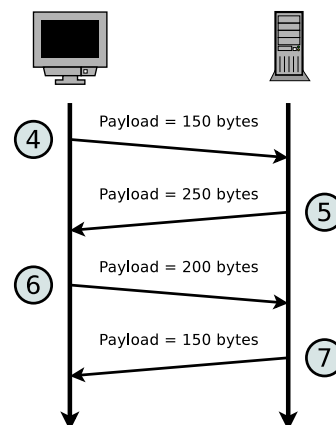 Payload = 150 bytes
4
Payload = 250 bytes
5
Payload = 200 bytes
6
Payload = 150 bytes
7